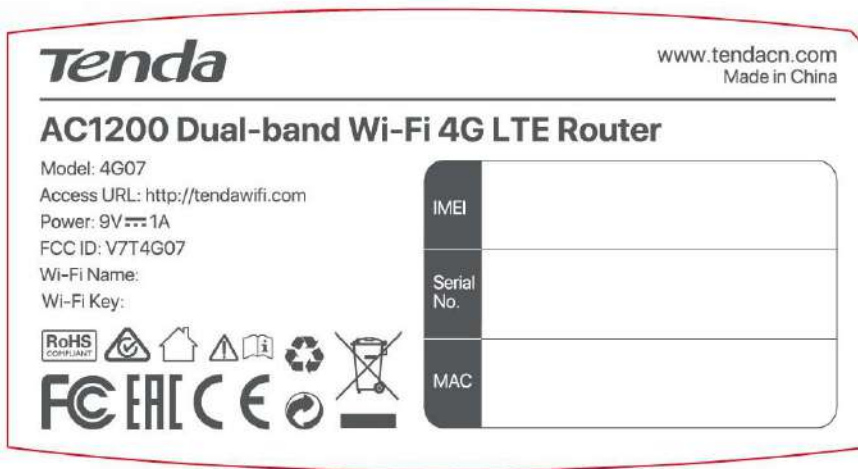 Tenda
www.tendacn.com
Made in China
AC1200 Dual-band Wi-Fi 4G LTE Router
Model: 4G07
Access URL: http://tendawifi.com
Power: 9V⎓1A
FCC ID: V7T4G07
Wi-Fi Name:
Wi-Fi Key:
IMEI
Serial
No.
MAC
RoHS
COMPLIANT
FC EAC CE